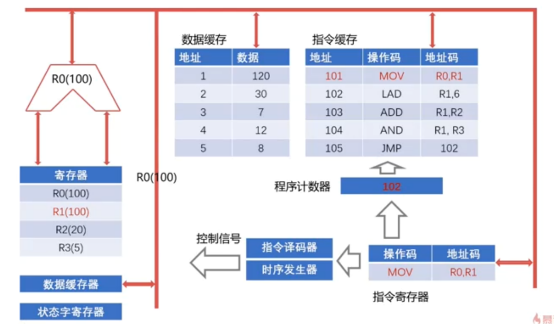 R0(100)
数据缓存
地址 数据
1 120
2 30
3 7
4 12
5 8
指令缓存
地址 操作码 地址码
101 MOV R0,R1
102 LAD R1,6
103 ADD R1,R2
104 AND R1, R3
105 JMP 102
寄存器
R0(100)
R1(100)
R2(20)
R3(5)
R0(100)
程序计数器
102
控制信号
指令译码器
时序发生器
操作码 地址码
MOV R0,R1
指令寄存器
数据缓存器
状态字寄存器